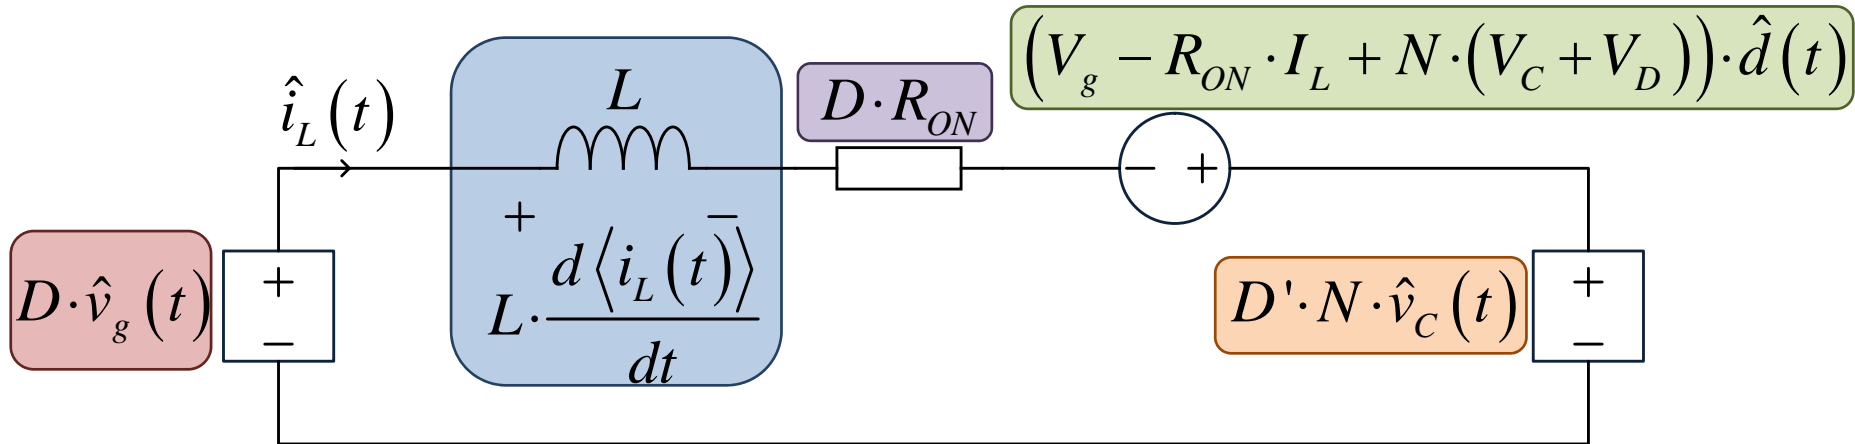 (V_g − R_ON · I_L + N · (V_C + V_D)) · d̂(t)
î_L(t)
L
D · R_ON
+ −
− +
L · d⟨i_L(t)⟩ / dt
D · v̂_g(t)
+
−
D' · N · v̂_C(t)
+
−